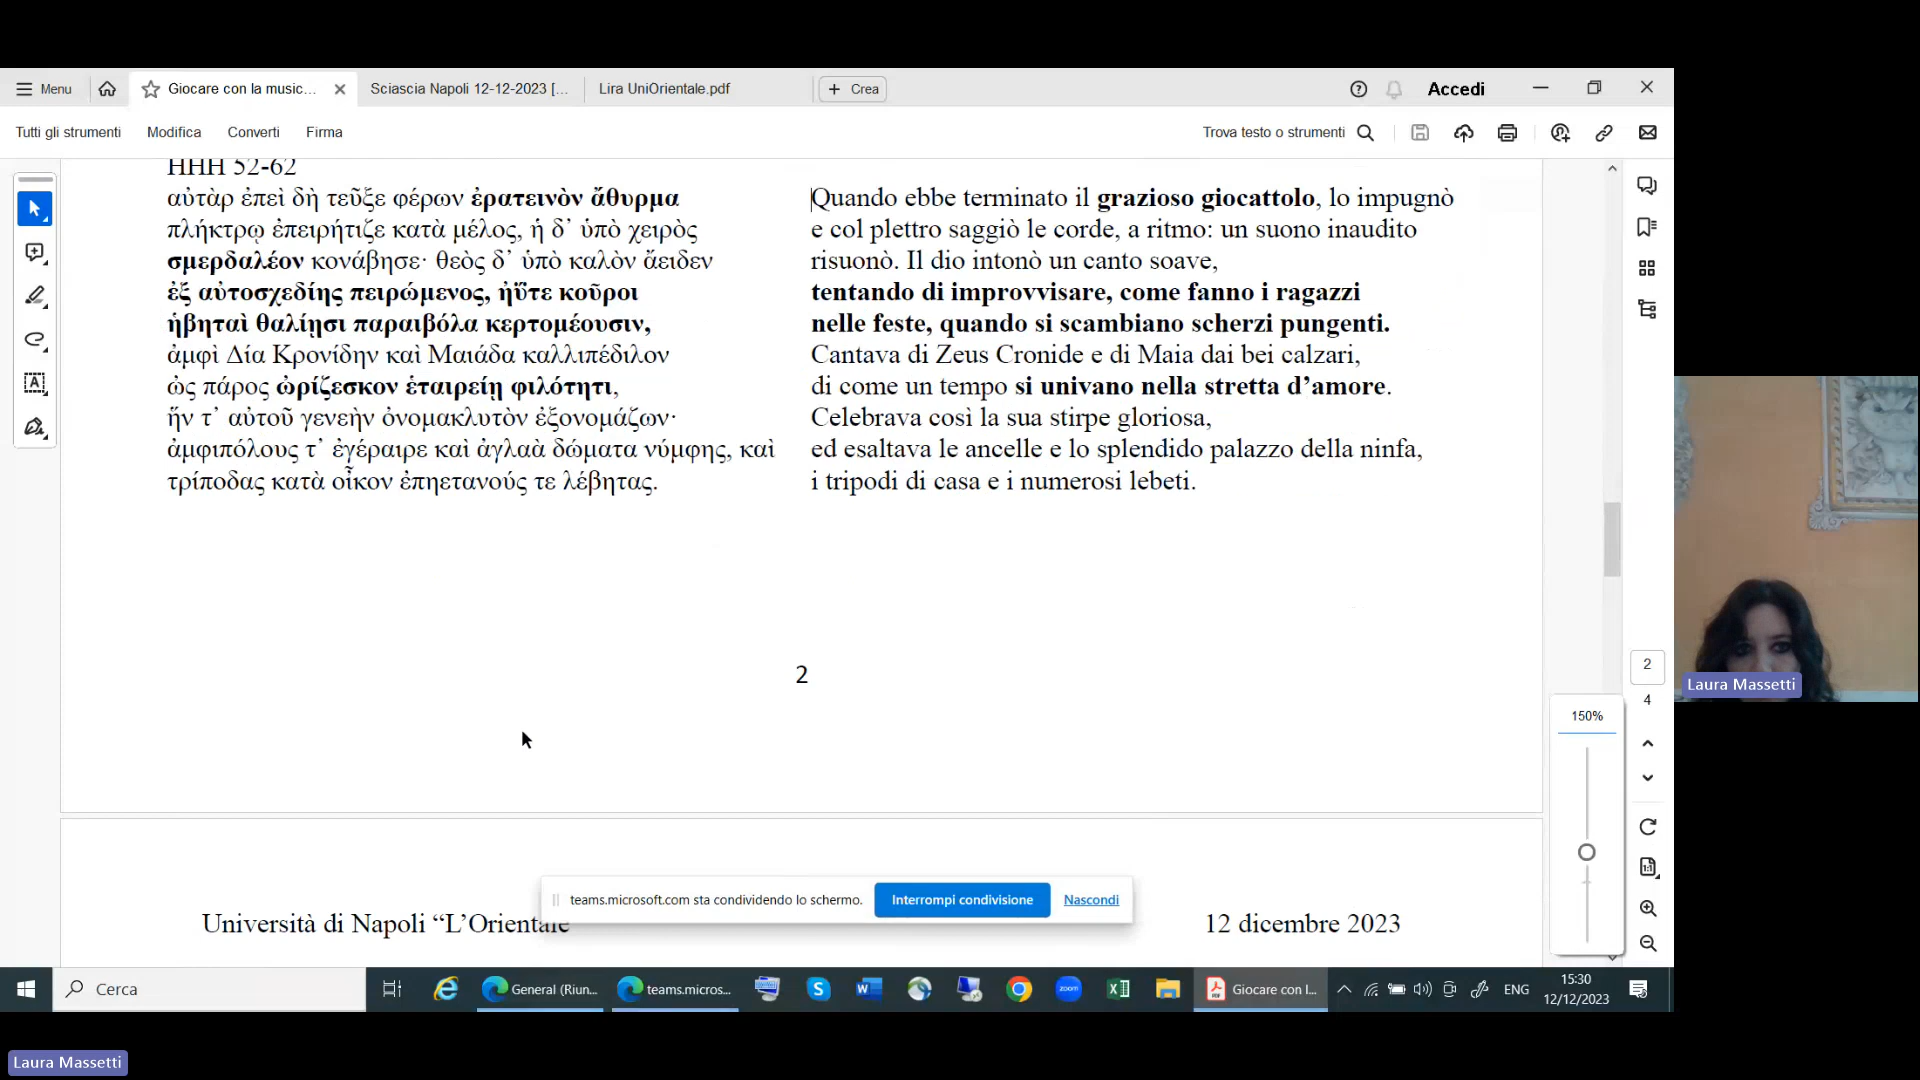 Menu
Giocare con la music...
Sciascia Napoli 12-12-2023 [...
Lira UniOrientale.pdf
Crea
Accedi
Tutti gli strumenti
Modifica
Converti
Firma
Trova testo o strumenti
HHH 52-62
αὐτὰρ ἐπεὶ δὴ τεῦξε φέρων ἐρατεινὸν ἄθυρμα
πλήκτρῳ ἐπειρήτιζε κατὰ μέλος, ἡ δ᾽ ὑπὸ χειρὸς
σμερδαλέον κονάβησε· θεὸς δ᾽ ὑπὸ καλὸν ἄειδεν
ἐξ αὐτοσχεδίης πειρώμενος, ἠΰτε κοῦροι
ἡβηταὶ θαλίῃσι παραιβόλα κερτομέουσιν,
ἀμφὶ Δία Κρονίδην καὶ Μαιάδα καλλιπέδιλον
ὡς πάρος ὠρίζεσκον ἑταιρείῃ φιλότητι,
ἥν τ᾽ αὐτοῦ γενεὴν ὀνομακλυτὸν ἐξονομάζων·
ἀμφιπόλους τ᾽ ἐγέραιρε καὶ ἀγλαὰ δώματα νύμφης, καὶ
τρίποδας κατὰ οἶκον ἐπηετανούς τε λέβητας.
Quando ebbe terminato il grazioso giocattolo, lo impugnò
e col plettro saggiò le corde, a ritmo: un suono inaudito
risuonò. Il dio intonò un canto soave,
tentando di improvvisare, come fanno i ragazzi
nelle feste, quando si scambiano scherzi pungenti.
Cantava di Zeus Cronide e di Maia dai bei calzari,
di come un tempo si univano nella stretta d’amore.
Celebrava così la sua stirpe gloriosa,
ed esaltava le ancelle e lo splendido palazzo della ninfa,
i tripodi di casa e i numerosi lebeti.
2
Università di Napoli “L’Orientale
12 dicembre 2023
teams.microsoft.com sta condividendo lo schermo.
Interrompi condivisione
Nascondi
2
4
150%
Laura Massetti
Cerca
General (Riun...
teams.micros...
zoom
Giocare con l...
ENG
15:30
12/12/2023
Laura Massetti